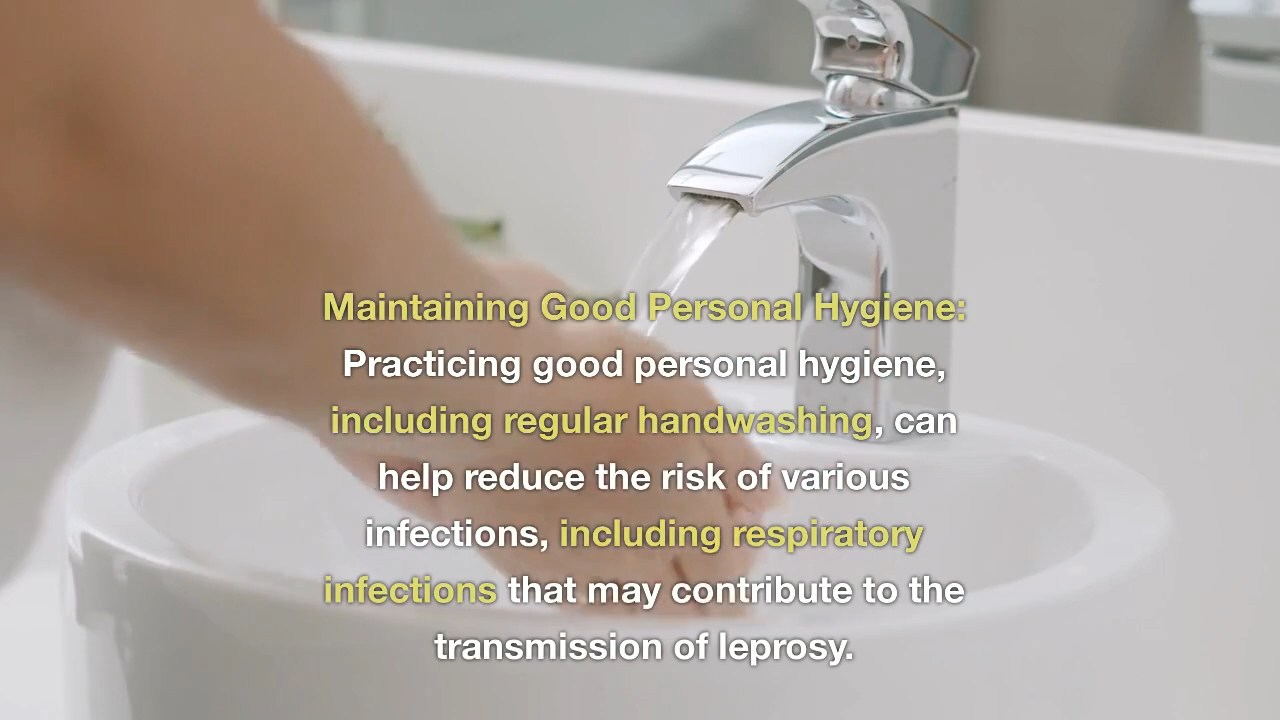 Maintaining Good Personal Hygiene:
Practicing good personal hygiene,
including regular handwashing, can
help reduce the risk of various
infections, including respiratory
infections that may contribute to the
transmission of leprosy.